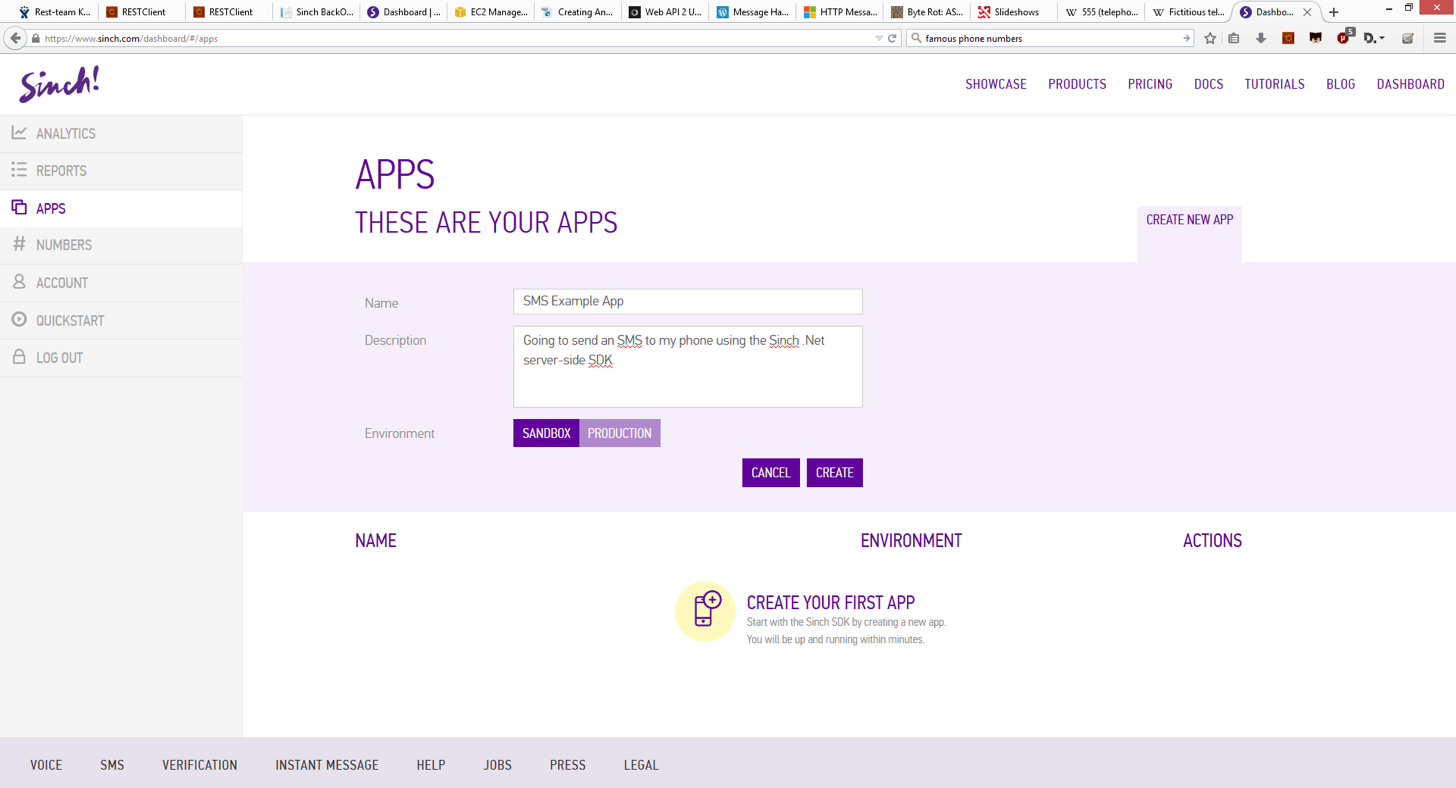 Rest-team K...
RESTClient
RESTClient
Sinch BackO...
Dashboard | ...
EC2 Manage...
Creating An...
Web API 2 U...
Message Ha...
HTTP Messa...
Byte Rot: AS...
Slideshows
555 (telepho...
Fictitious tel...
Dashbo...
https://www.sinch.com/dashboard/#/apps
famous phone numbers
5
D.
Sinch!
SHOWCASE
PRODUCTS
PRICING
DOCS
TUTORIALS
BLOG
DASHBOARD
ANALYTICS
REPORTS
APPS
NUMBERS
ACCOUNT
QUICKSTART
LOG OUT
APPS
THESE ARE YOUR APPS
CREATE NEW APP
Name
SMS Example App
Description
Going to send an SMS to my phone using the Sinch .Net
server-side SDK
Environment
SANDBOX
PRODUCTION
CANCEL
CREATE
NAME
ENVIRONMENT
ACTIONS
CREATE YOUR FIRST APP
Start with the Sinch SDK by creating a new app.
You will be up and running within minutes.
VOICE
SMS
VERIFICATION
INSTANT MESSAGE
HELP
JOBS
PRESS
LEGAL